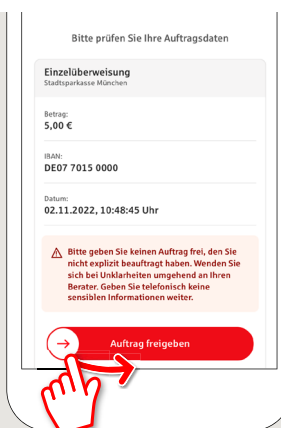 Bitte prüfen Sie Ihre Auftragsdaten
Einzelüberweisung
Stadtsparkasse München
Betrag:
5,00 €
IBAN:
DE07 7015 0000
Datum:
02.11.2022, 10:48:45 Uhr
Bitte geben Sie keinen Auftrag frei, den Sie
nicht explizit beauftragt haben. Wenden Sie
sich bei Unklarheiten umgehend an Ihren
Berater. Geben Sie telefonisch keine
sensiblen Informationen weiter.
Auftrag freigeben